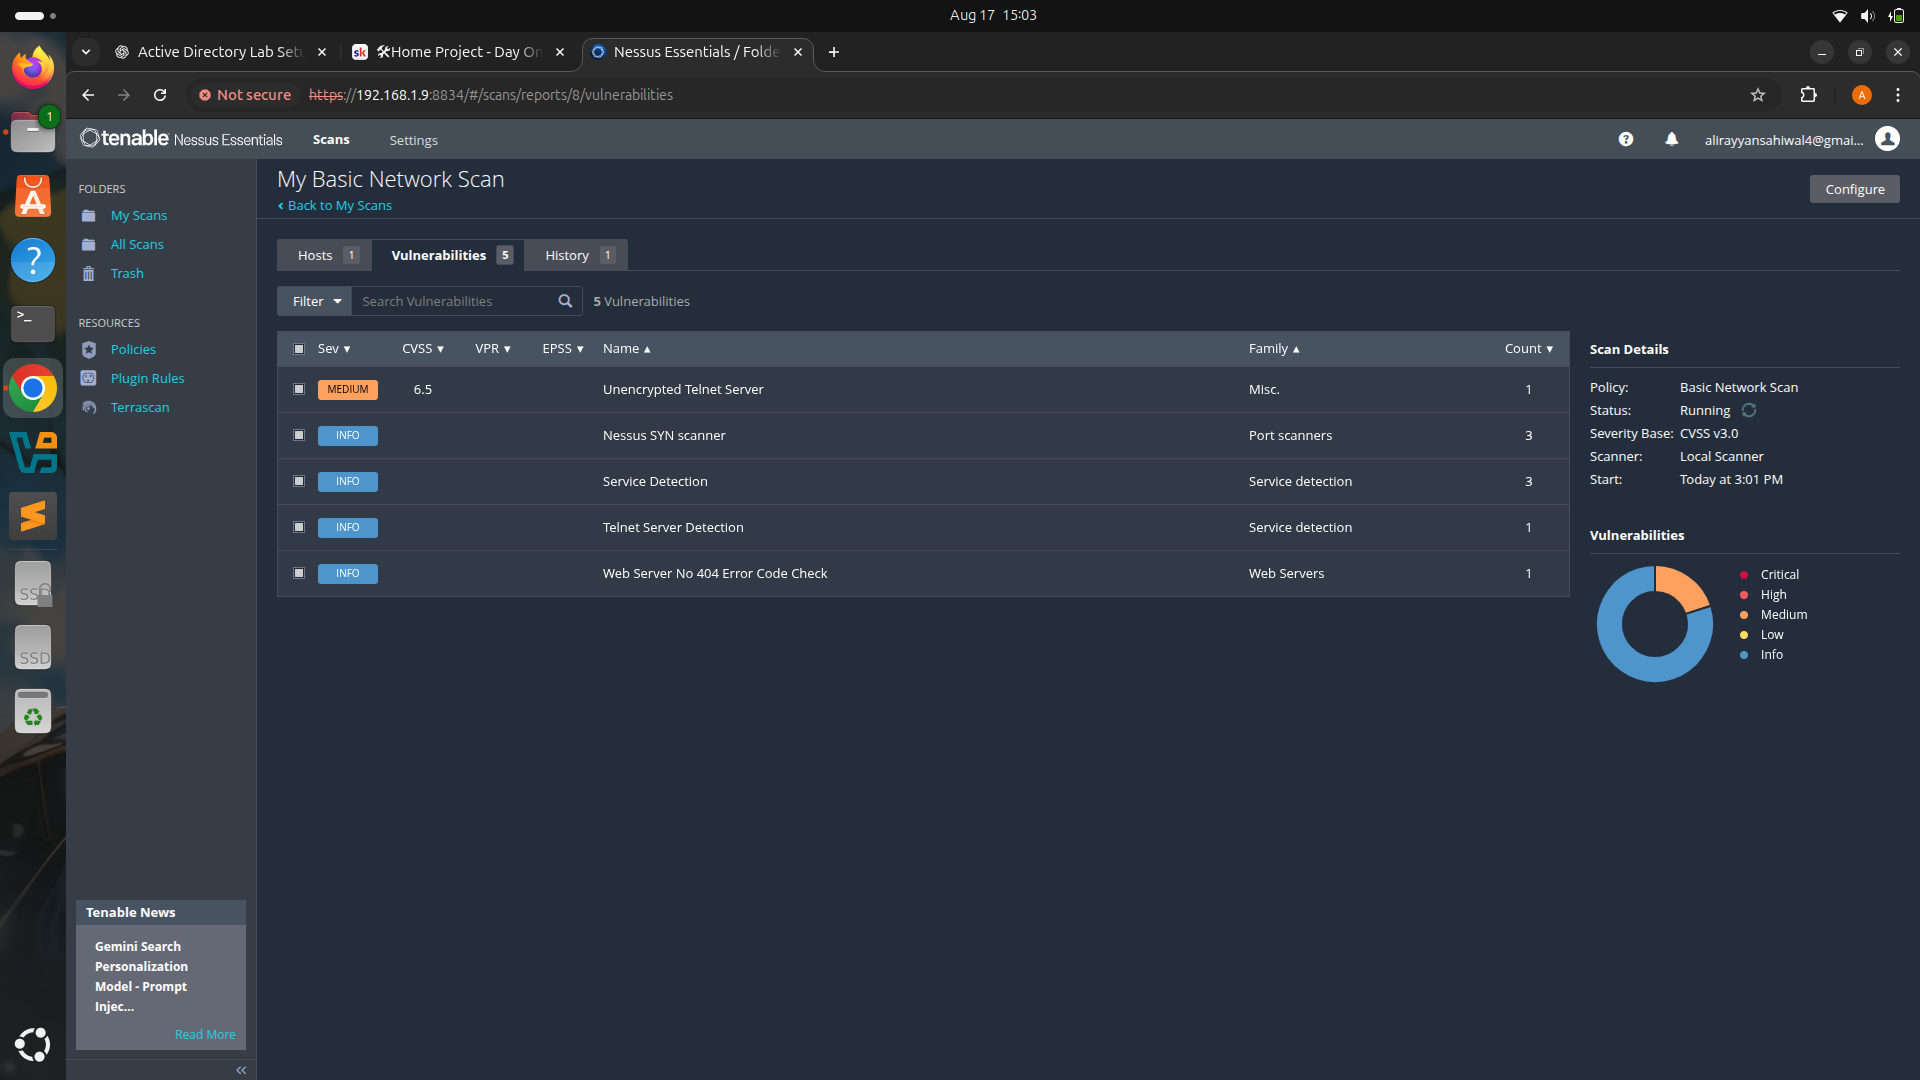 Aug 17 15:03
Active Directory Lab Setu
🛠Home Project - Day On
Nessus Essentials / Folde
Not secure https://192.168.1.9:8834/#/scans/reports/8/vulnerabilities
A
1
tenable Nessus Essentials
Scans
Settings
alirayyansahiwal4@gmai...
FOLDERS
My Scans
All Scans
Trash
RESOURCES
Policies
Plugin Rules
Terrascan
My Basic Network Scan
Back to My Scans
Configure
Hosts 1
Vulnerabilities 5
History 1
Filter
Search Vulnerabilities
5 Vulnerabilities
Sev CVSS VPR EPSS Name Family Count
MEDIUM 6.5 Unencrypted Telnet Server Misc. 1
INFO Nessus SYN scanner Port scanners 3
INFO Service Detection Service detection 3
INFO Telnet Server Detection Service detection 1
INFO Web Server No 404 Error Code Check Web Servers 1
Scan Details
Policy: Basic Network Scan
Status: Running
Severity Base: CVSS v3.0
Scanner: Local Scanner
Start: Today at 3:01 PM
Vulnerabilities
Critical
High
Medium
Low
Info
SSD
SSD
Tenable News
Gemini Search
Personalization
Model - Prompt
Injec...
Read More